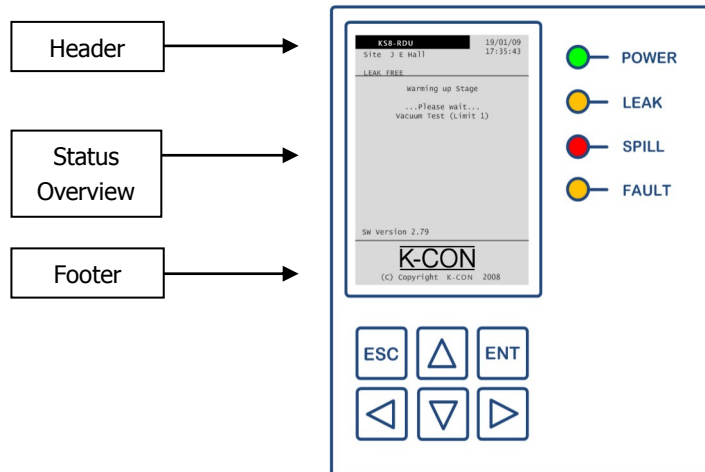 Header
Status
Overview
Footer
KS8-RDU 19/01/09
Site J E Hall 17:35:43
LEAK FREE
Warming up Stage
...Please wait...
Vacuum Test (Limit 1)
SW Version 2.79
K-CON
(C) Copyright K-CON 2008
POWER
LEAK
SPILL
FAULT
ESC
ENT